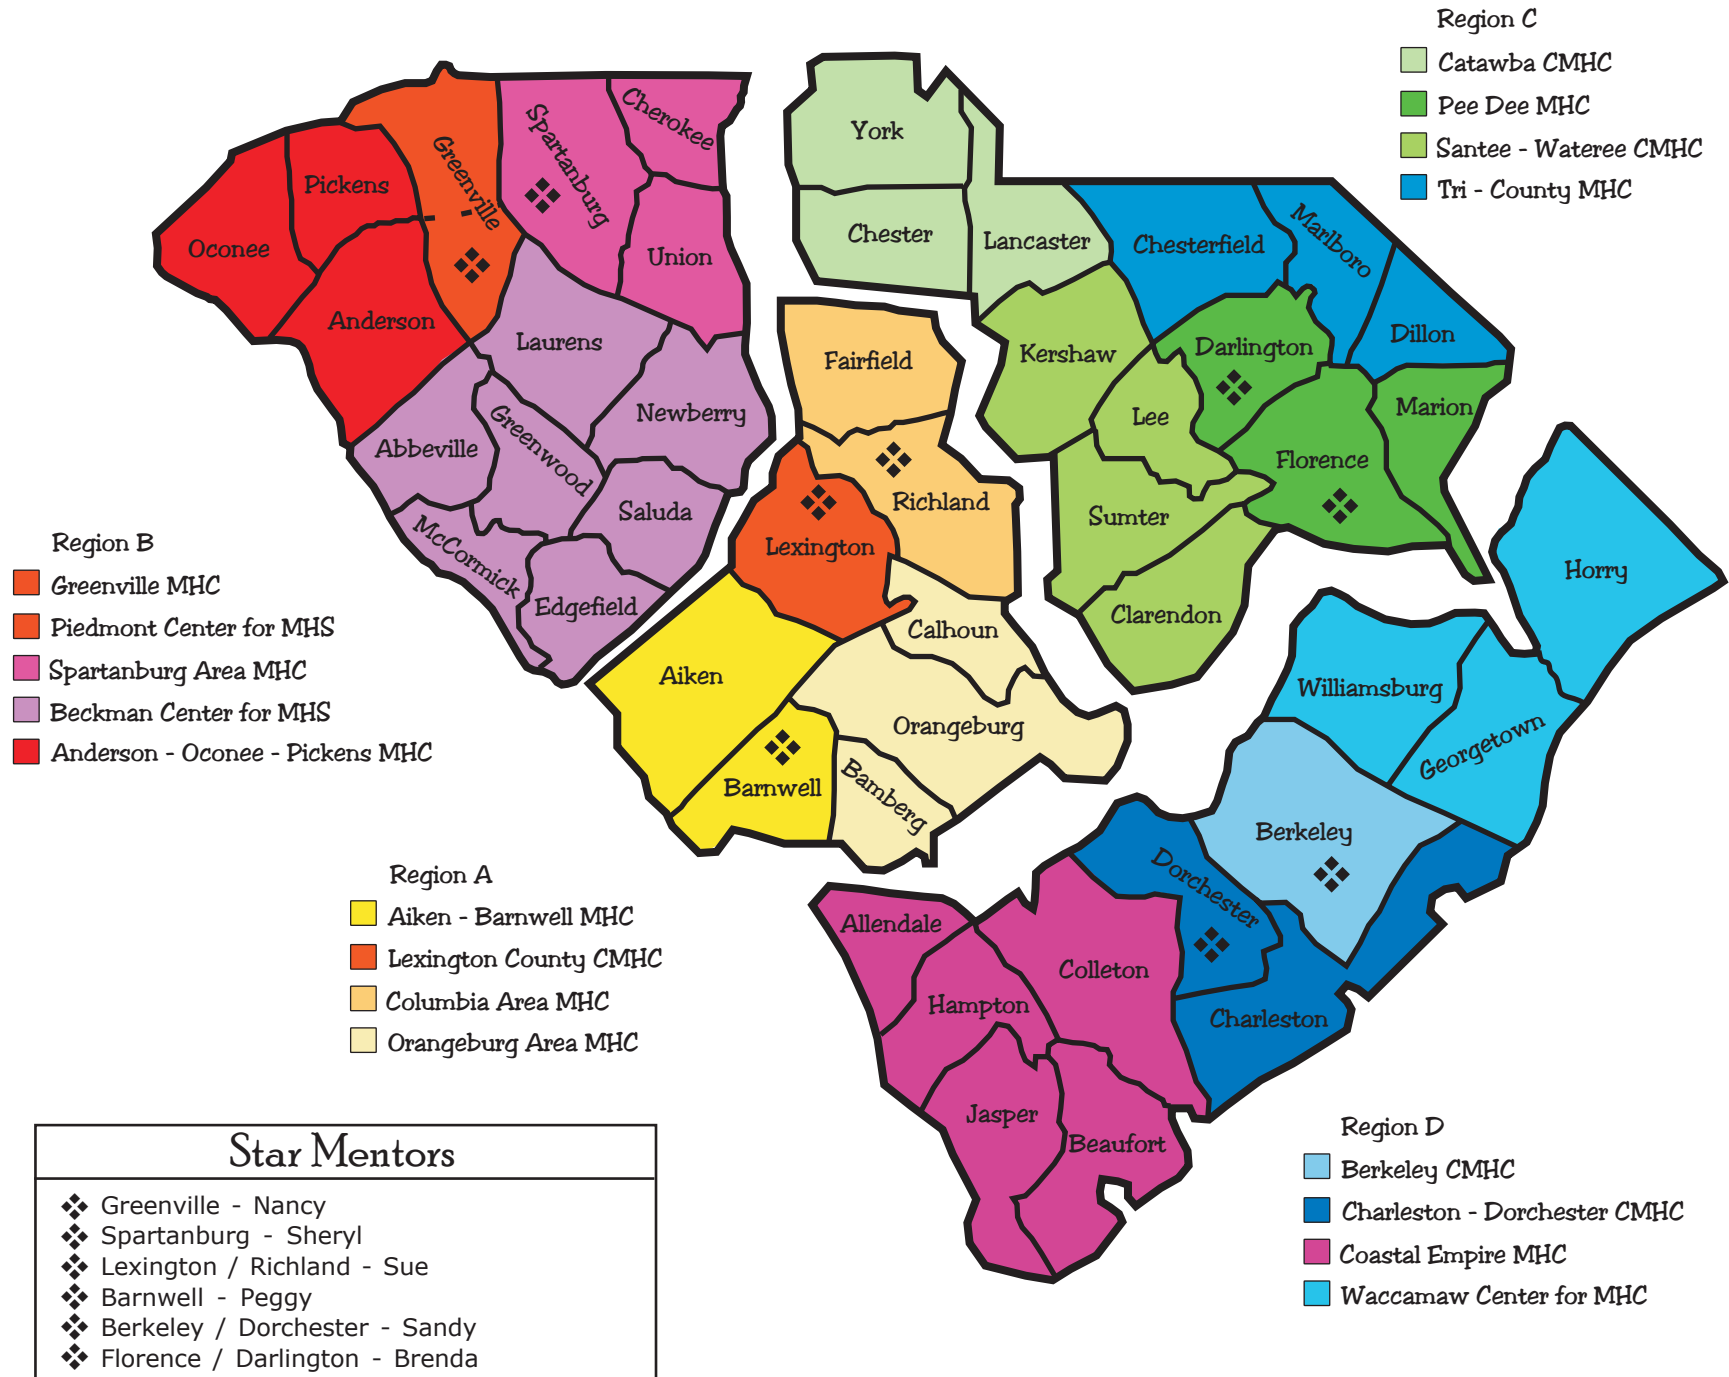 Region C
Catawba CMHC
Pee Dee MHC
Santee - Wateree CMHC
Tri - County MHC
Oconee
Pickens
Greenville
Anderson
Spartanburg
Cherokee
Union
Laurens
Newberry
Abbeville
Greenwood
Saluda
McCormick
Edgefield
York
Chester
Lancaster
Chesterfield
Marlboro
Dillon
Kershaw
Darlington
Lee
Marion
Florence
Sumter
Clarendon
Fairfield
Richland
Lexington
Calhoun
Aiken
Orangeburg
Barnwell
Bamberg
Horry
Williamsburg
Georgetown
Berkeley
Dorchester
Charleston
Allendale
Colleton
Hampton
Jasper
Beaufort
Region B
Greenville MHC
Piedmont Center for MHS
Spartanburg Area MHC
Beckman Center for MHS
Anderson - Oconee - Pickens MHC
Region A
Aiken - Barnwell MHC
Lexington County CMHC
Columbia Area MHC
Orangeburg Area MHC
Region D
Berkeley CMHC
Charleston - Dorchester CMHC
Coastal Empire MHC
Waccamaw Center for MHC
Star Mentors
Greenville - Nancy
Spartanburg - Sheryl
Lexington / Richland - Sue
Barnwell - Peggy
Berkeley / Dorchester - Sandy
Florence / Darlington - Brenda